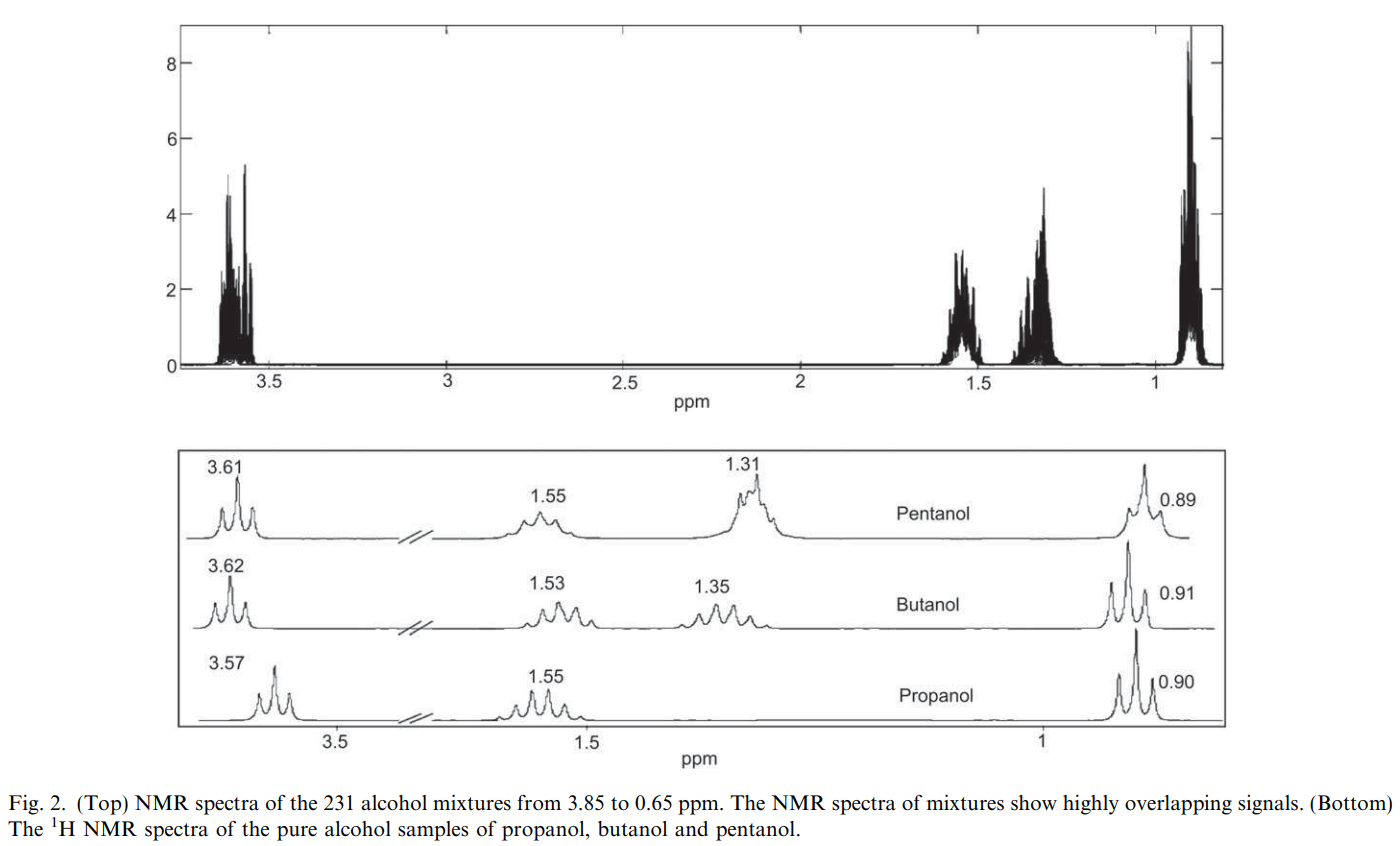 8
6
4
2
0
3.5 3 2.5 2 1.5 1
ppm
3.61 1.55 1.31 Pentanol 0.89
3.62 1.53 1.35 Butanol 0.91
3.57 1.55 Propanol 0.90
3.5 1.5 1
ppm
Fig. 2. (Top) NMR spectra of the 231 alcohol mixtures from 3.85 to 0.65 ppm. The NMR spectra of mixtures show highly overlapping signals. (Bottom)
The ¹H NMR spectra of the pure alcohol samples of propanol, butanol and pentanol.